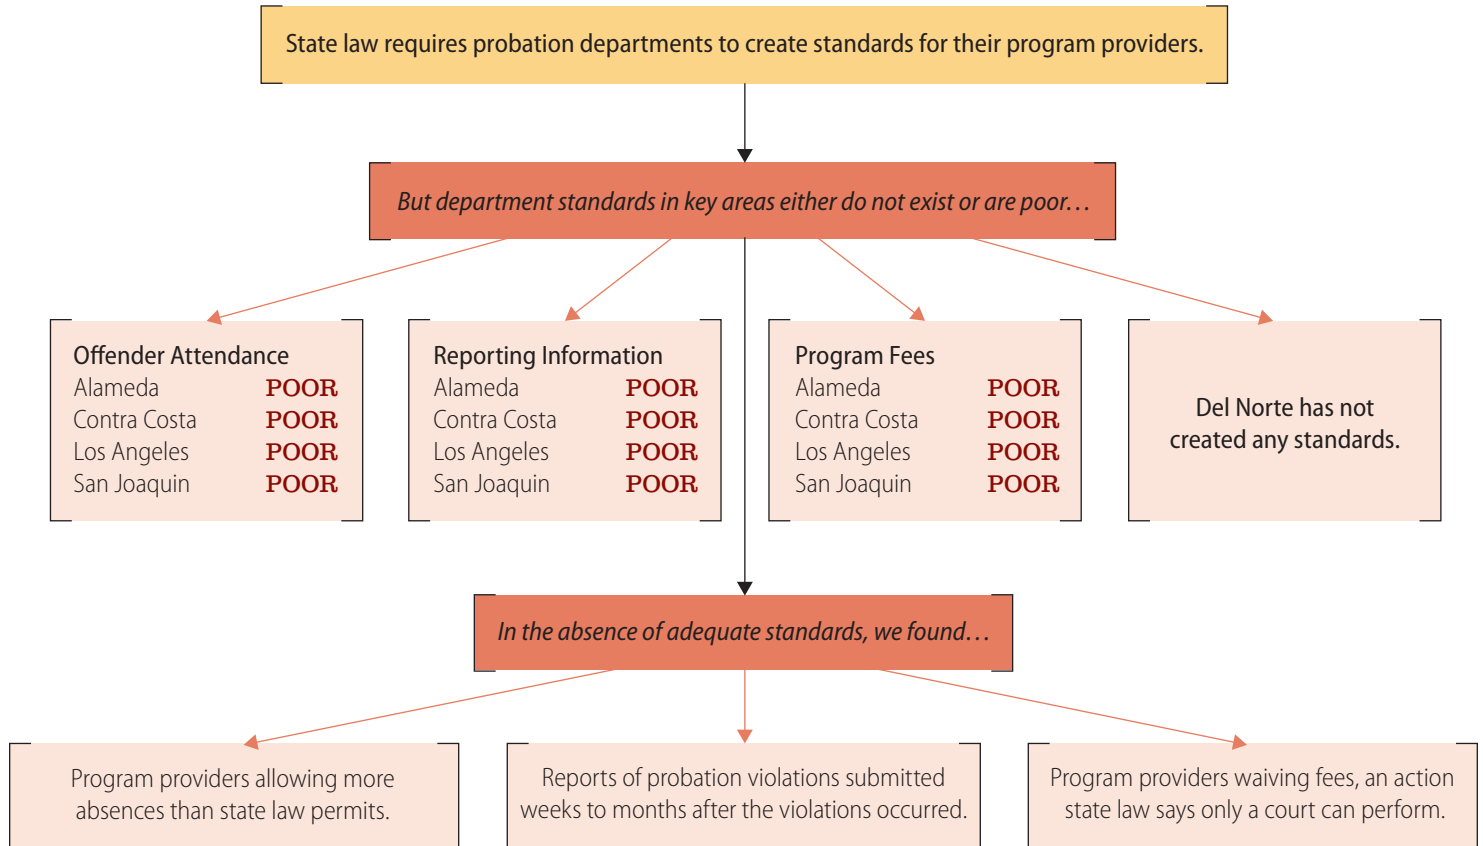 State law requires probation departments to create standards for their program providers.
But department standards in key areas either do not exist or are poor…
Offender Attendance
Alameda POOR
Contra Costa POOR
Los Angeles POOR
San Joaquin POOR
Reporting Information
Alameda POOR
Contra Costa POOR
Los Angeles POOR
San Joaquin POOR
Program Fees
Alameda POOR
Contra Costa POOR
Los Angeles POOR
San Joaquin POOR
Del Norte has not
created any standards.
In the absence of adequate standards, we found…
Program providers allowing more
absences than state law permits.
Reports of probation violations submitted
weeks to months after the violations occurred.
Program providers waiving fees, an action
state law says only a court can perform.